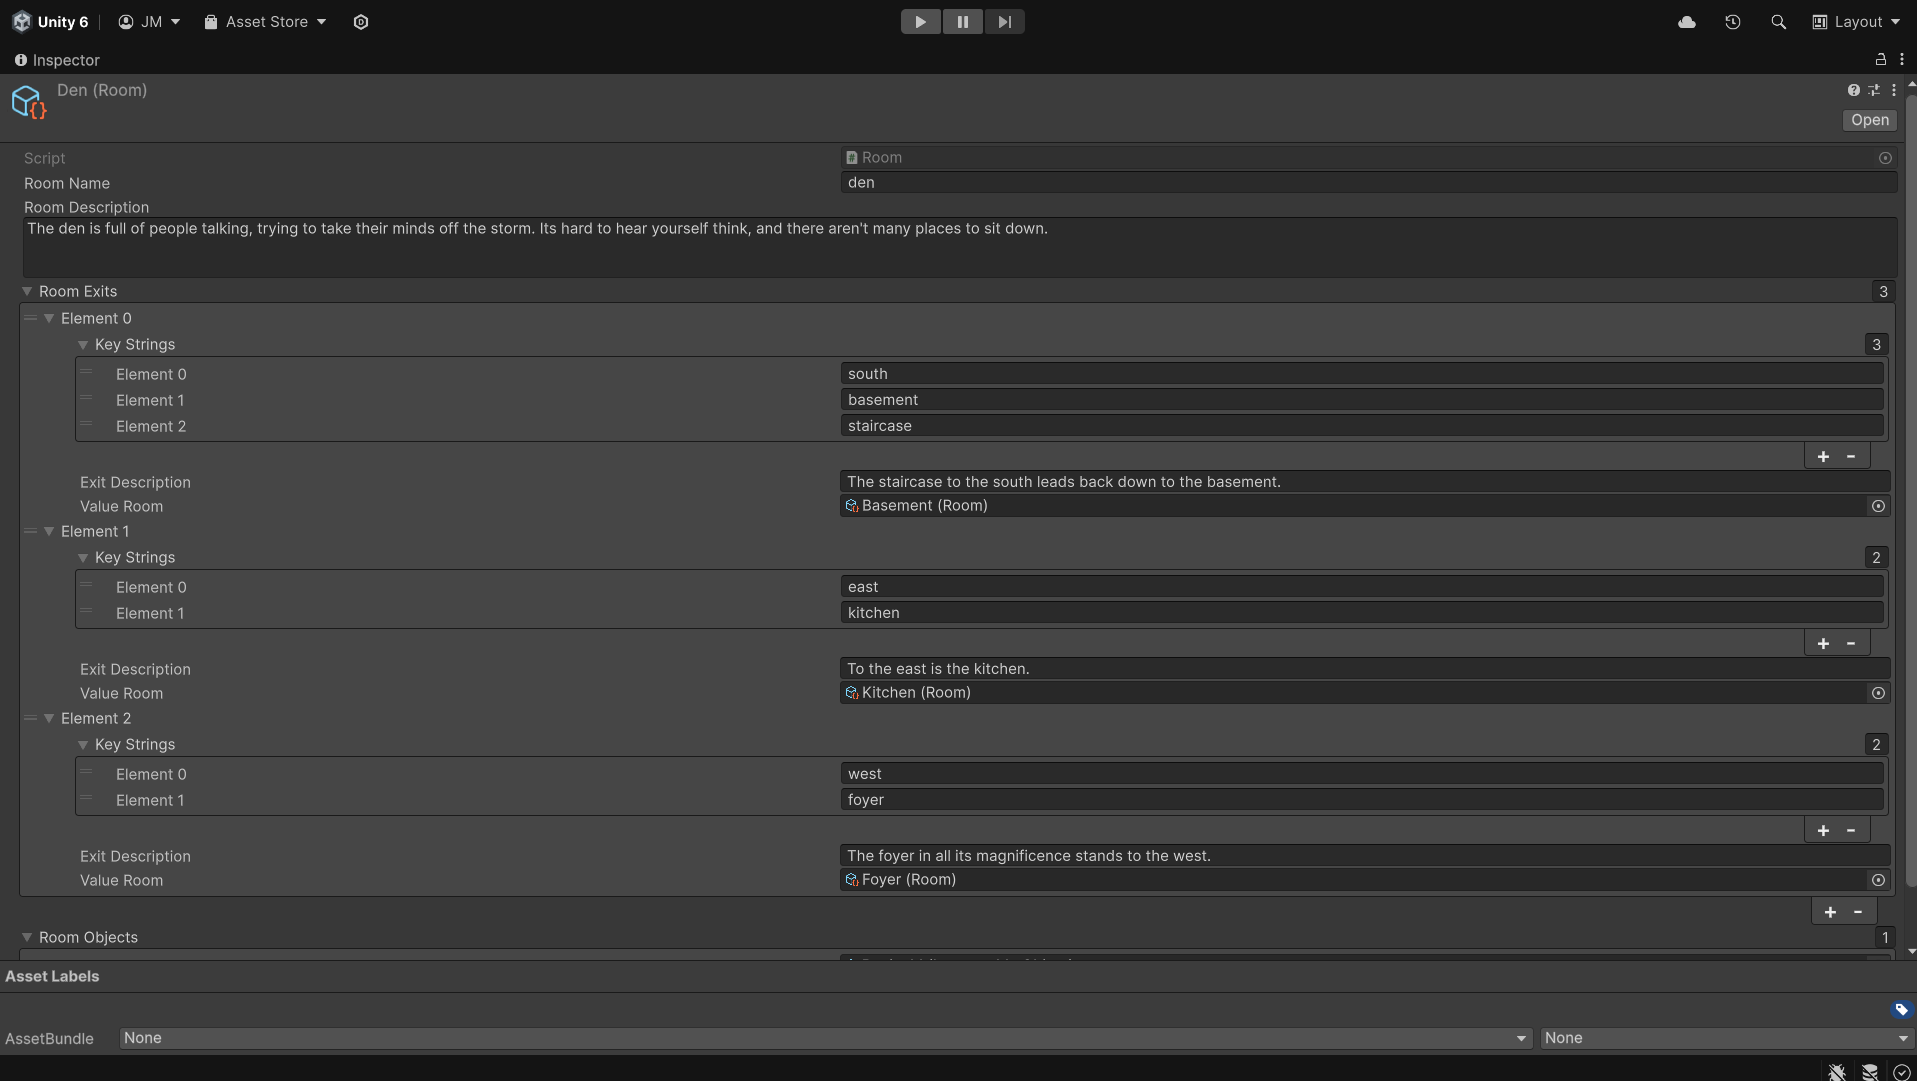 Unity 6
JM
Asset Store
Layout
Inspector
Den (Room)
Open
Script
Room
Room Name
den
Room Description
The den is full of people talking, trying to take their minds off the storm. Its hard to hear yourself think, and there aren't many places to sit down.
Room Exits
3
Element 0
Key Strings
3
Element 0
south
Element 1
basement
Element 2
staircase
+ -
Exit Description
The staircase to the south leads back down to the basement.
Value Room
Basement (Room)
Element 1
Key Strings
2
Element 0
east
Element 1
kitchen
+ -
Exit Description
To the east is the kitchen.
Value Room
Kitchen (Room)
Element 2
Key Strings
2
Element 0
west
Element 1
foyer
+ -
Exit Description
The foyer in all its magnificence stands to the west.
Value Room
Foyer (Room)
+ -
Room Objects
1
Asset Labels
AssetBundle
None
None